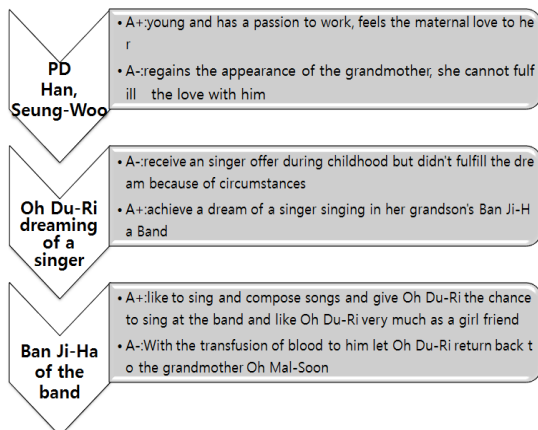 PD
Han,
Seung-Woo
• A+:young and has a passion to work, feels the maternal love to he
r
• A-:regains the appearance of the grandmother, she cannot fulf
ill the love with him
Oh Du-Ri
dreaming
of a
singer
• A-:receive an singer offer during childhood but didn't fulfill the dre
am because of circumstances
• A+:achieve a dream of a singer singing in her grandson's Ban Ji-H
a Band
Ban Ji-Ha
of the
band
• A+:like to sing and compose songs and give Oh Du-Ri the chance
to sing at the band and like Oh Du-Ri very much as a girl friend
• A-:With the transfusion of blood to him let Oh Du-Ri return back t
o the grandmother Oh Mal-Soon